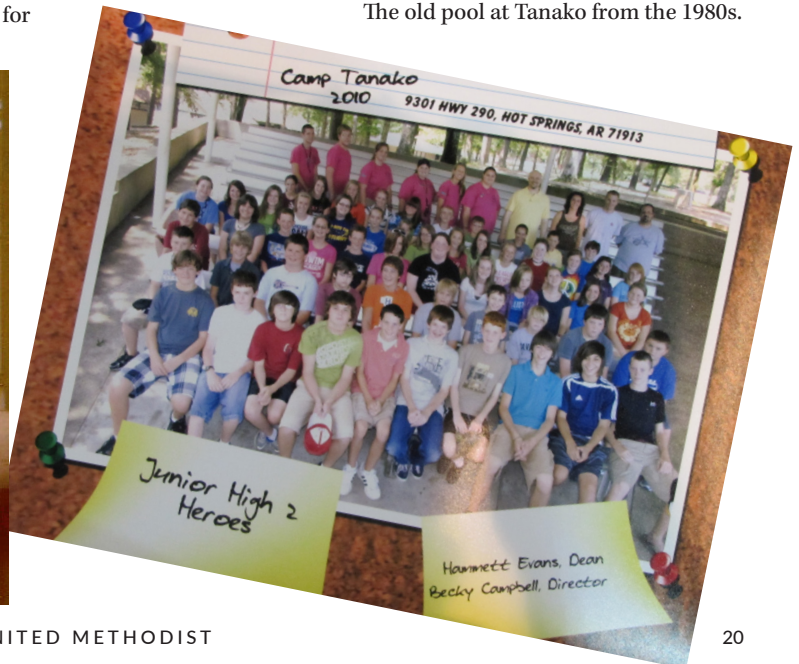 for
The old pool at Tanako from the 1980s.
Camp Tanako
2010
9301 HWY 290, HOT SPRINGS, AR 71913
Junior High 2
Heroes
Hammett Evans, Dean
Becky Campbell, Director
NITED METHODIST
20